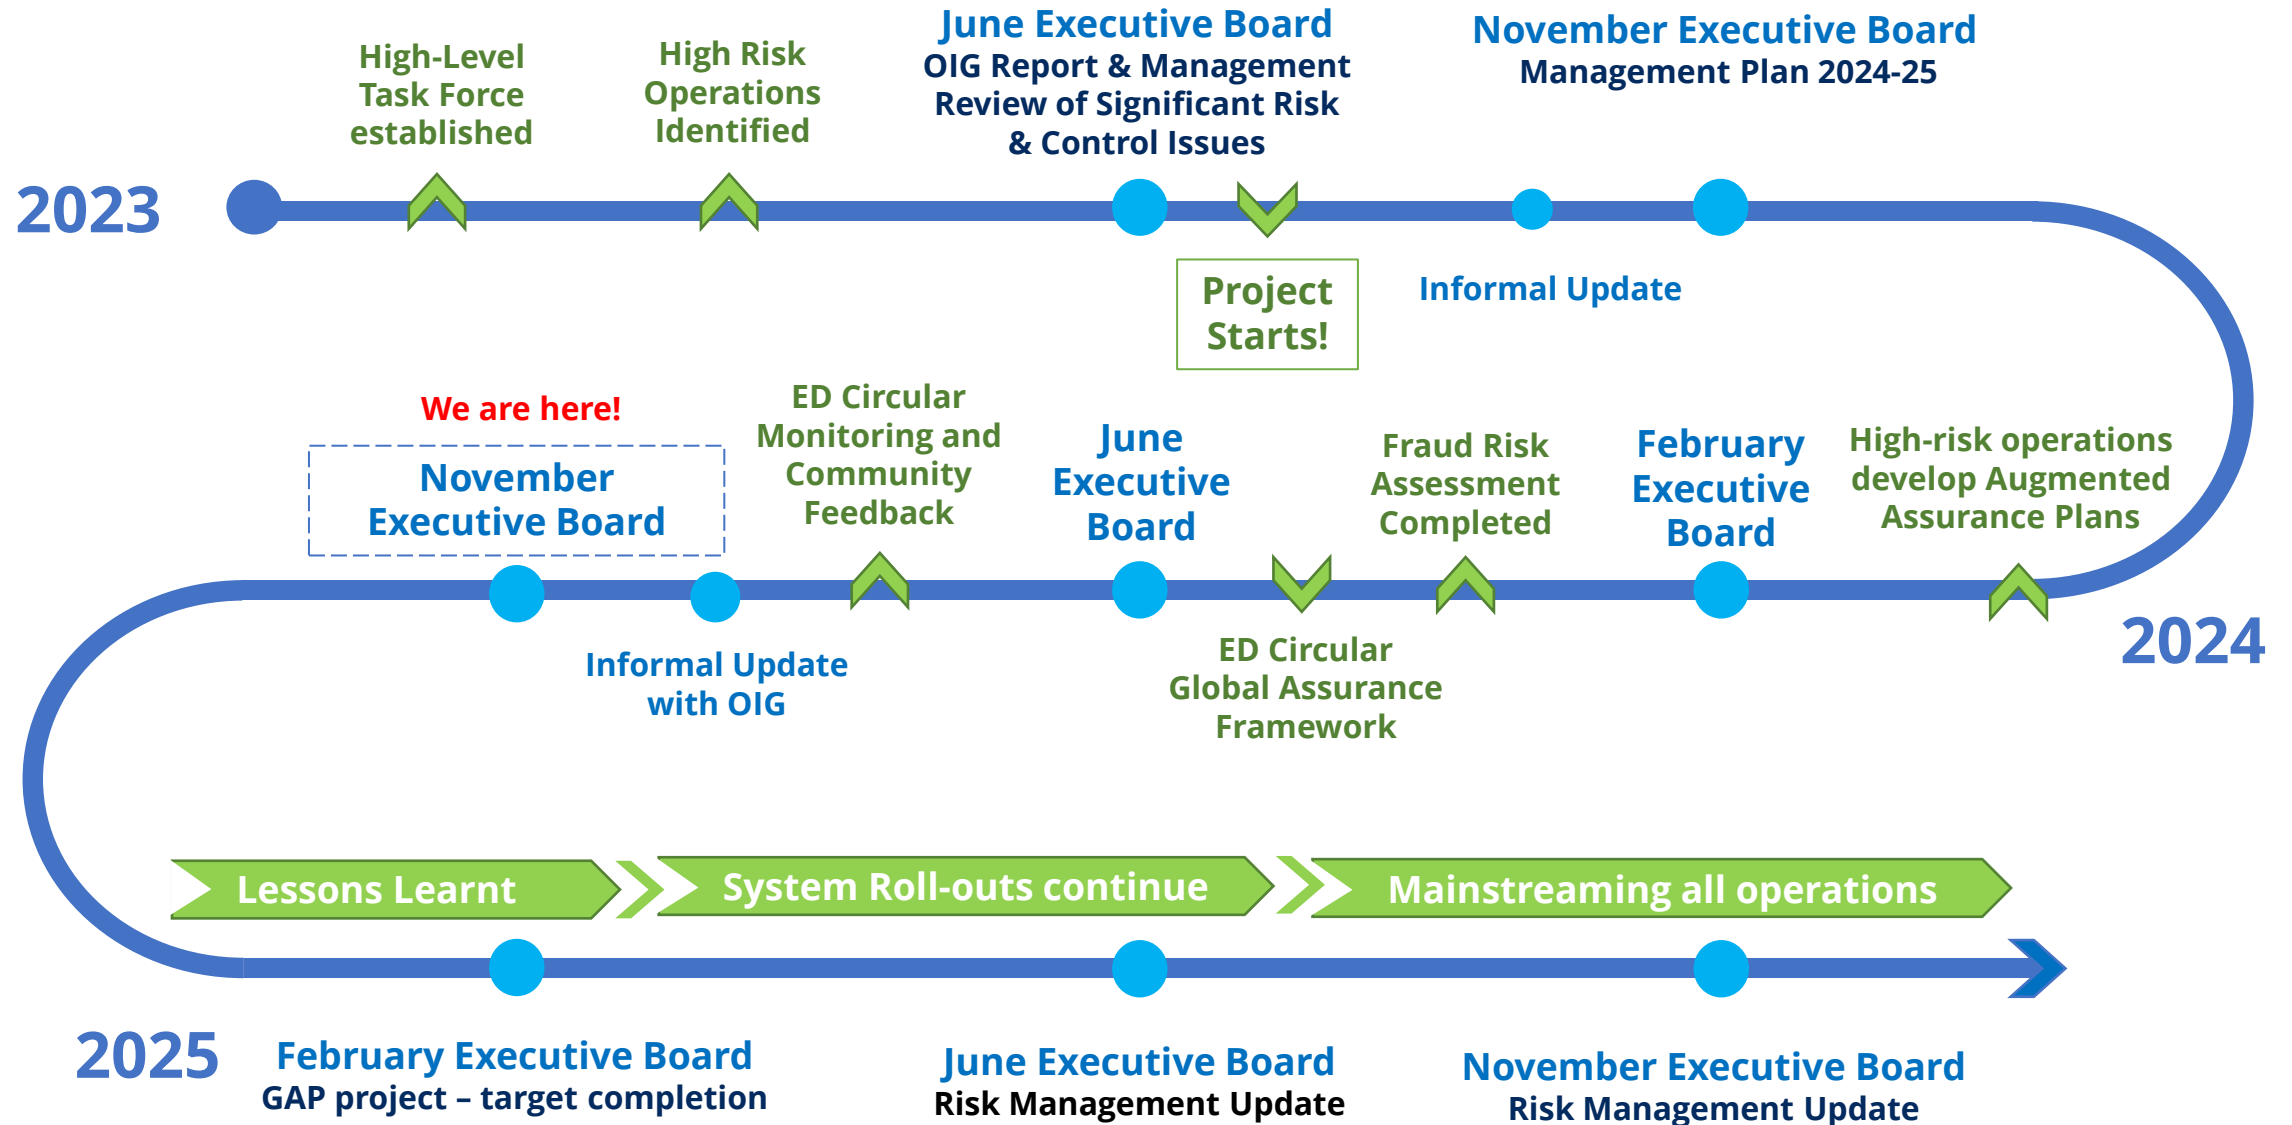 2023
High-Level
Task Force
established
High Risk
Operations
Identified
June Executive Board
OIG Report & Management
Review of Significant Risk
& Control Issues
Project
Starts!
Informal Update
November Executive Board
Management Plan 2024-25
2024
High-risk operations
develop Augmented
Assurance Plans
February
Executive
Board
Fraud Risk
Assessment
Completed
ED Circular
Global Assurance
Framework
June
Executive
Board
ED Circular
Monitoring and
Community
Feedback
Informal Update
with OIG
We are here!
November
Executive Board
2025
Lessons Learnt
System Roll-outs continue
Mainstreaming all operations
February Executive Board
GAP project – target completion
June Executive Board
Risk Management Update
November Executive Board
Risk Management Update